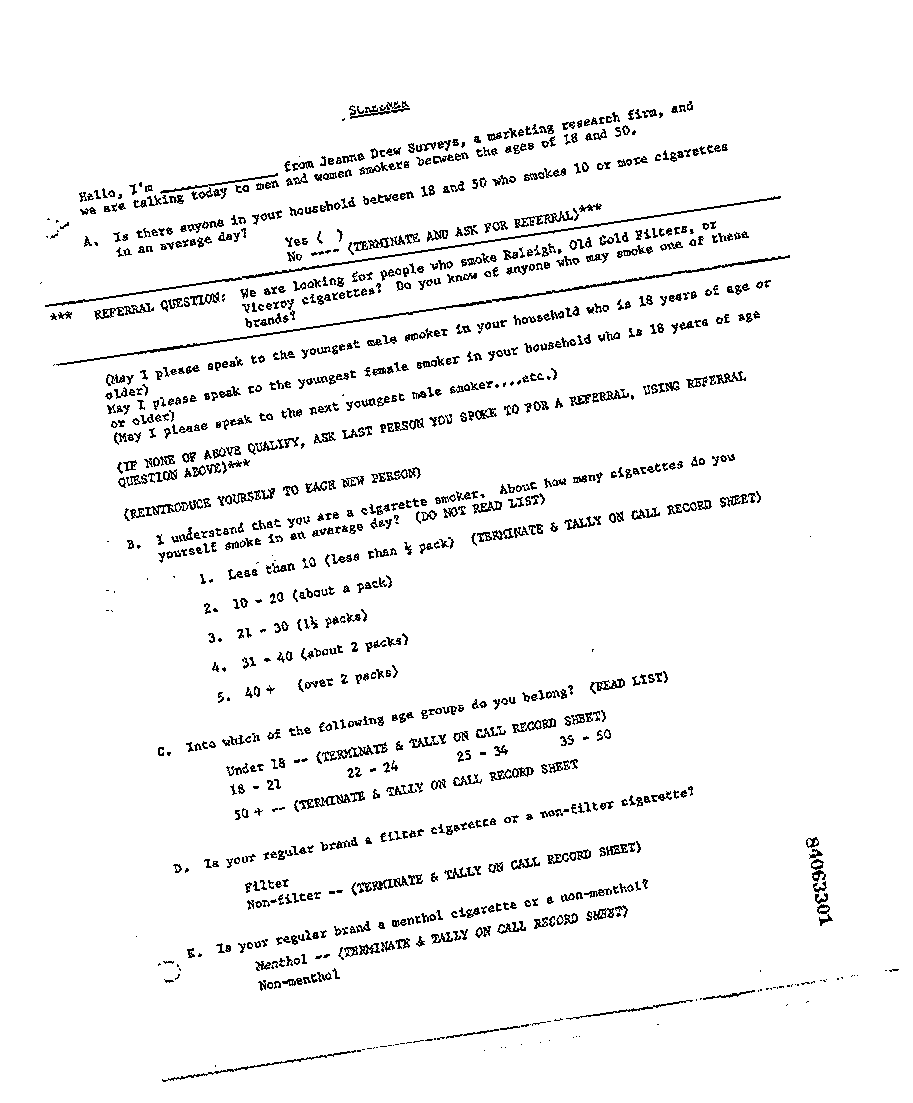 SCREENER
Hello, I'm ________________ from Jeanne Drew Surveys, a marketing research firm, and
we are talking today to men and women smokers between the ages of 18 and 50.
A. Is there anyone in your household between 18 and 50 who smokes 10 or more cigarettes
in an average day?
Yes ( )
No ---- (TERMINATE AND ASK FOR REFERRAL)***
*** REFERRAL QUESTION: We are looking for people who smoke Raleigh, Old Gold Filters, or
Viceroy cigarettes? Do you know of anyone who may smoke one of these
brands?
(May I please speak to the youngest male smoker in your household who is 18 years of age or
older)
May I please speak to the youngest female smoker in your household who is 18 years of age
or older)
(May I please speak to the next youngest male smoker....etc.)
(IF NONE OF ABOVE QUALIFY, ASK LAST PERSON YOU SPOKE TO FOR A REFERRAL, USING REFERRAL
QUESTION ABOVE)***
(REINTRODUCE YOURSELF TO EACH NEW PERSON)
B. I understand that you are a cigarette smoker. About how many cigarettes do you
yourself smoke in an average day? (DO NOT READ LIST)
1. Less than 10 (less than ½ pack) (TERMINATE & TALLY ON CALL RECORD SHEET)
2. 10 - 20 (about a pack)
3. 21 - 30 (1½ packs)
4. 31 - 40 (about 2 packs)
5. 40 + (over 2 packs)
C. Into which of the following age groups do you belong? (READ LIST)
Under 18 -- (TERMINATE & TALLY ON CALL RECORD SHEET)
18 - 21 22 - 24 25 - 34 35 - 50
50 + -- (TERMINATE & TALLY ON CALL RECORD SHEET
D. Is your regular brand a filter cigarette or a non-filter cigarette?
Filter
Non-filter -- (TERMINATE & TALLY ON CALL RECORD SHEET)
E. Is your regular brand a menthol cigarette or a non-menthol?
Menthol -- (TERMINATE & TALLY ON CALL RECORD SHEET)
Non-menthol
84063301